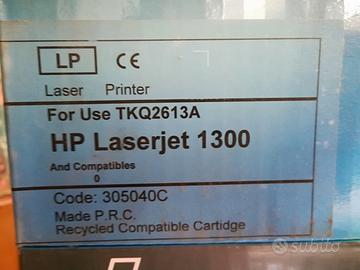 LP CE
Laser Printer
For Use TKQ2613A
HP Laserjet 1300
And Compatibles
0
Code: 305040C
Made P.R.C.
Recycled Compatible Cartidge
subito